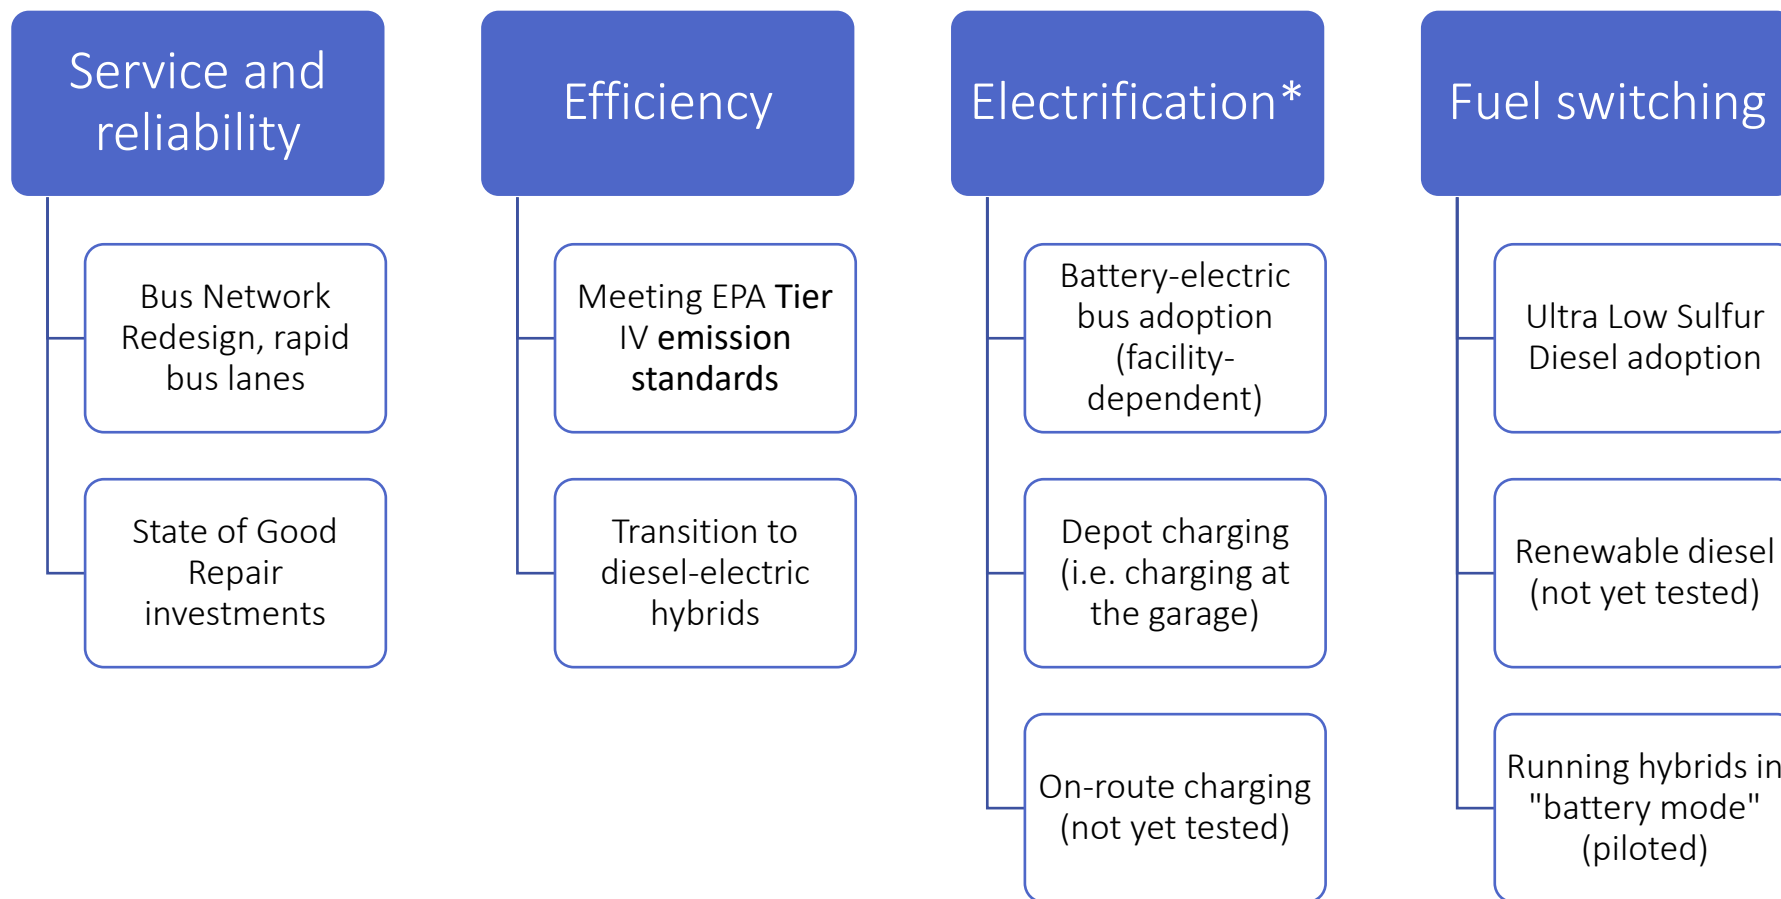 Service and
reliability
Bus Network
Redesign, rapid
bus lanes
State of Good
Repair
investments
Efficiency
Meeting EPA Tier
IV emission
standards
Transition to
diesel-electric
hybrids
Electrification*
Battery-electric
bus adoption
(facility-
dependent)
Depot charging
(i.e. charging at
the garage)
On-route charging
(not yet tested)
Fuel switching
Ultra Low Sulfur
Diesel adoption
Renewable diesel
(not yet tested)
Running hybrids in
"battery mode"
(piloted)